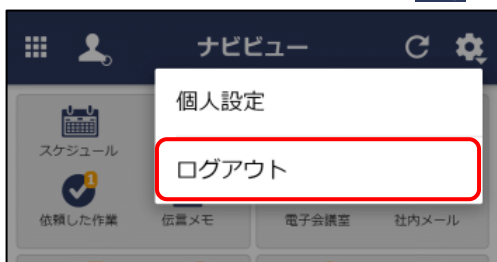 ナビビュー
個人設定
スケジュール
ログアウト
1
依頼した作業
伝言メモ
電子会議室
社内メール